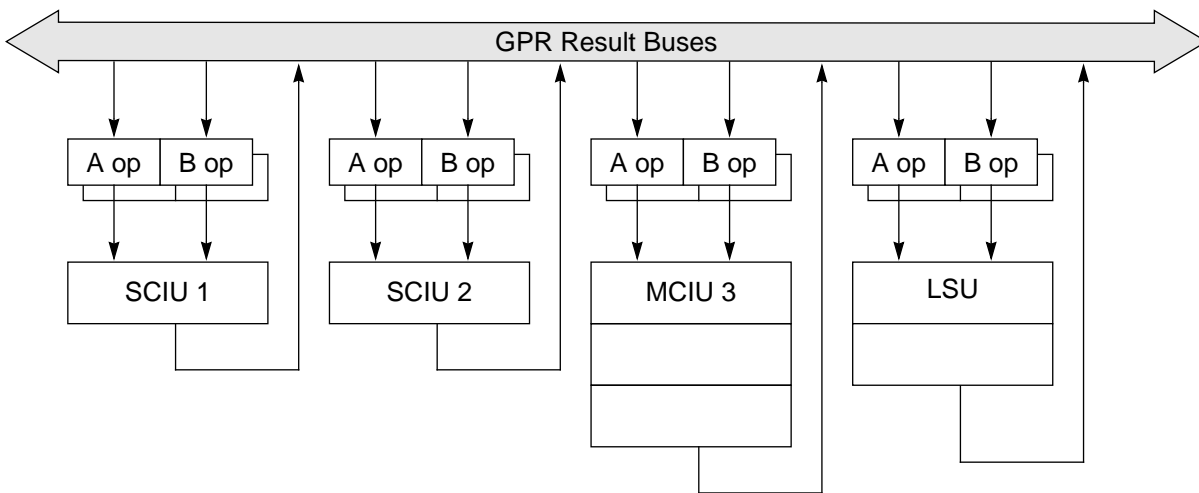 GPR Result Buses
A op B op A op B op A op B op A op B op
SCIU 1 SCIU 2 MCIU 3 LSU